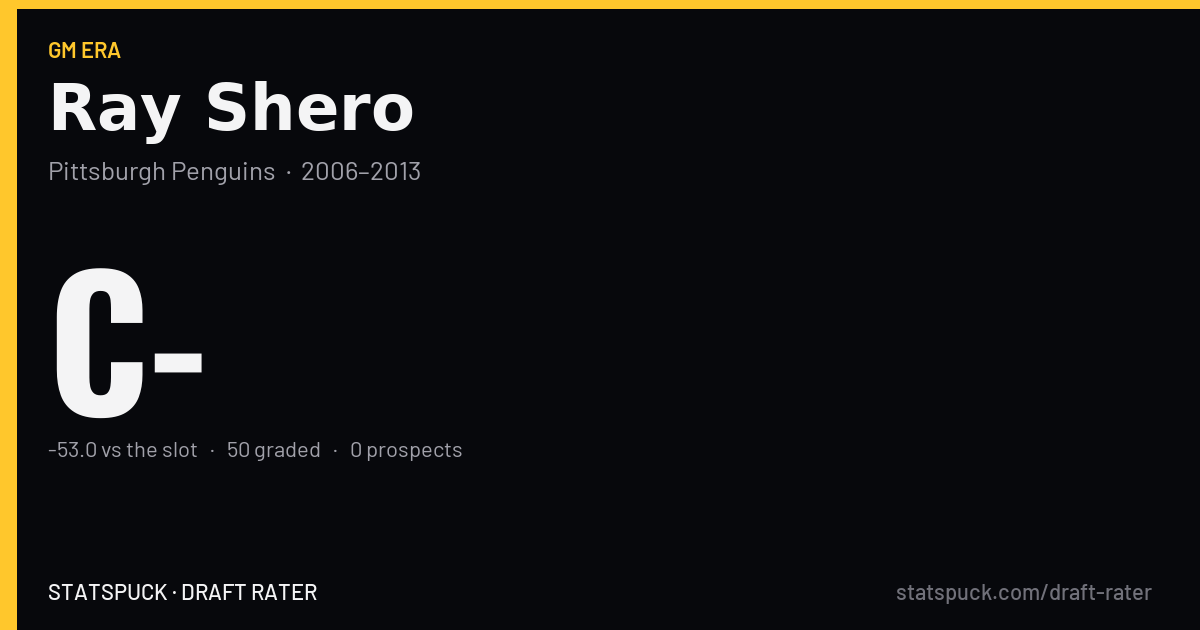 GM ERA
Ray Shero
Pittsburgh Penguins · 2006–2013
C-
-53.0 vs the slot · 50 graded · 0 prospects
STATSPUCK · DRAFT RATER
statspuck.com/draft-rater